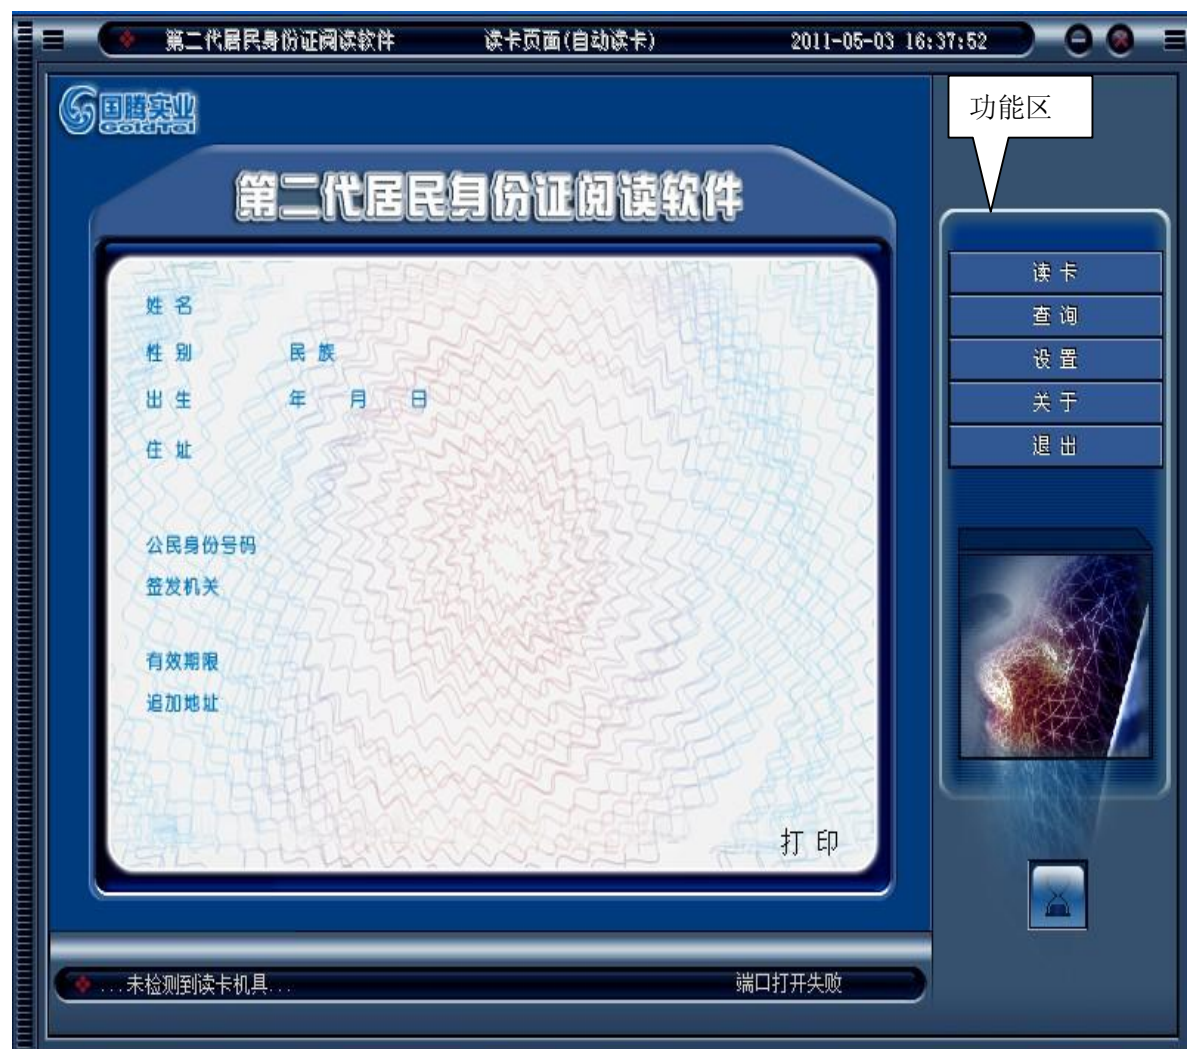 第二代居民身份证阅读软件 读卡页面(自动读卡) 2011-05-03 16:37:52
国腾实业
GoldTel
功能区
第二代居民身份证阅读软件
姓 名
性 别 民 族
出 生 年 月 日
住 址
公民身份号码
签发机关
有效期限
追加地址
打 印
读 卡
查 询
设 置
关 于
退 出
...未检测到读卡机具... 端口打开失败